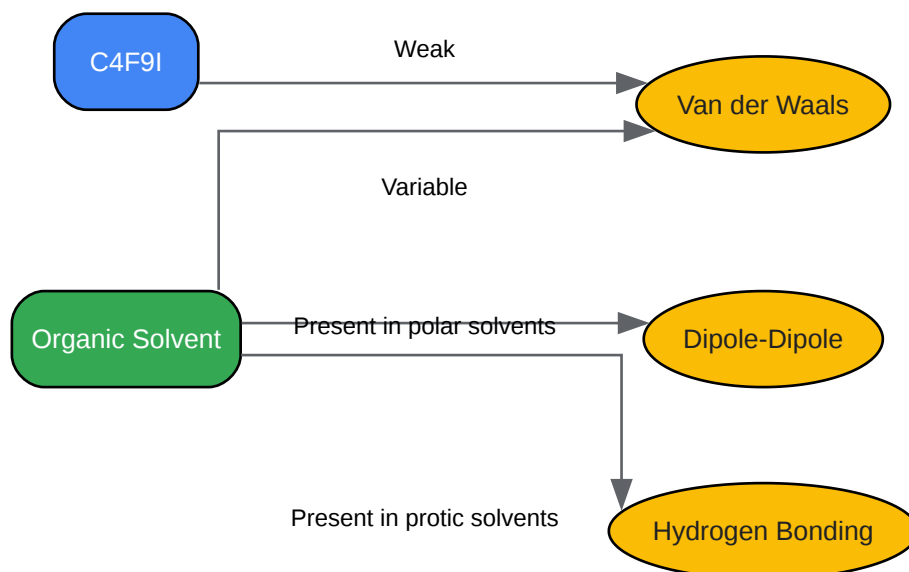 C4F9I
Weak
Van der Waals
Variable
Organic Solvent
Present in polar solvents
Dipole-Dipole
Present in protic solvents
Hydrogen Bonding